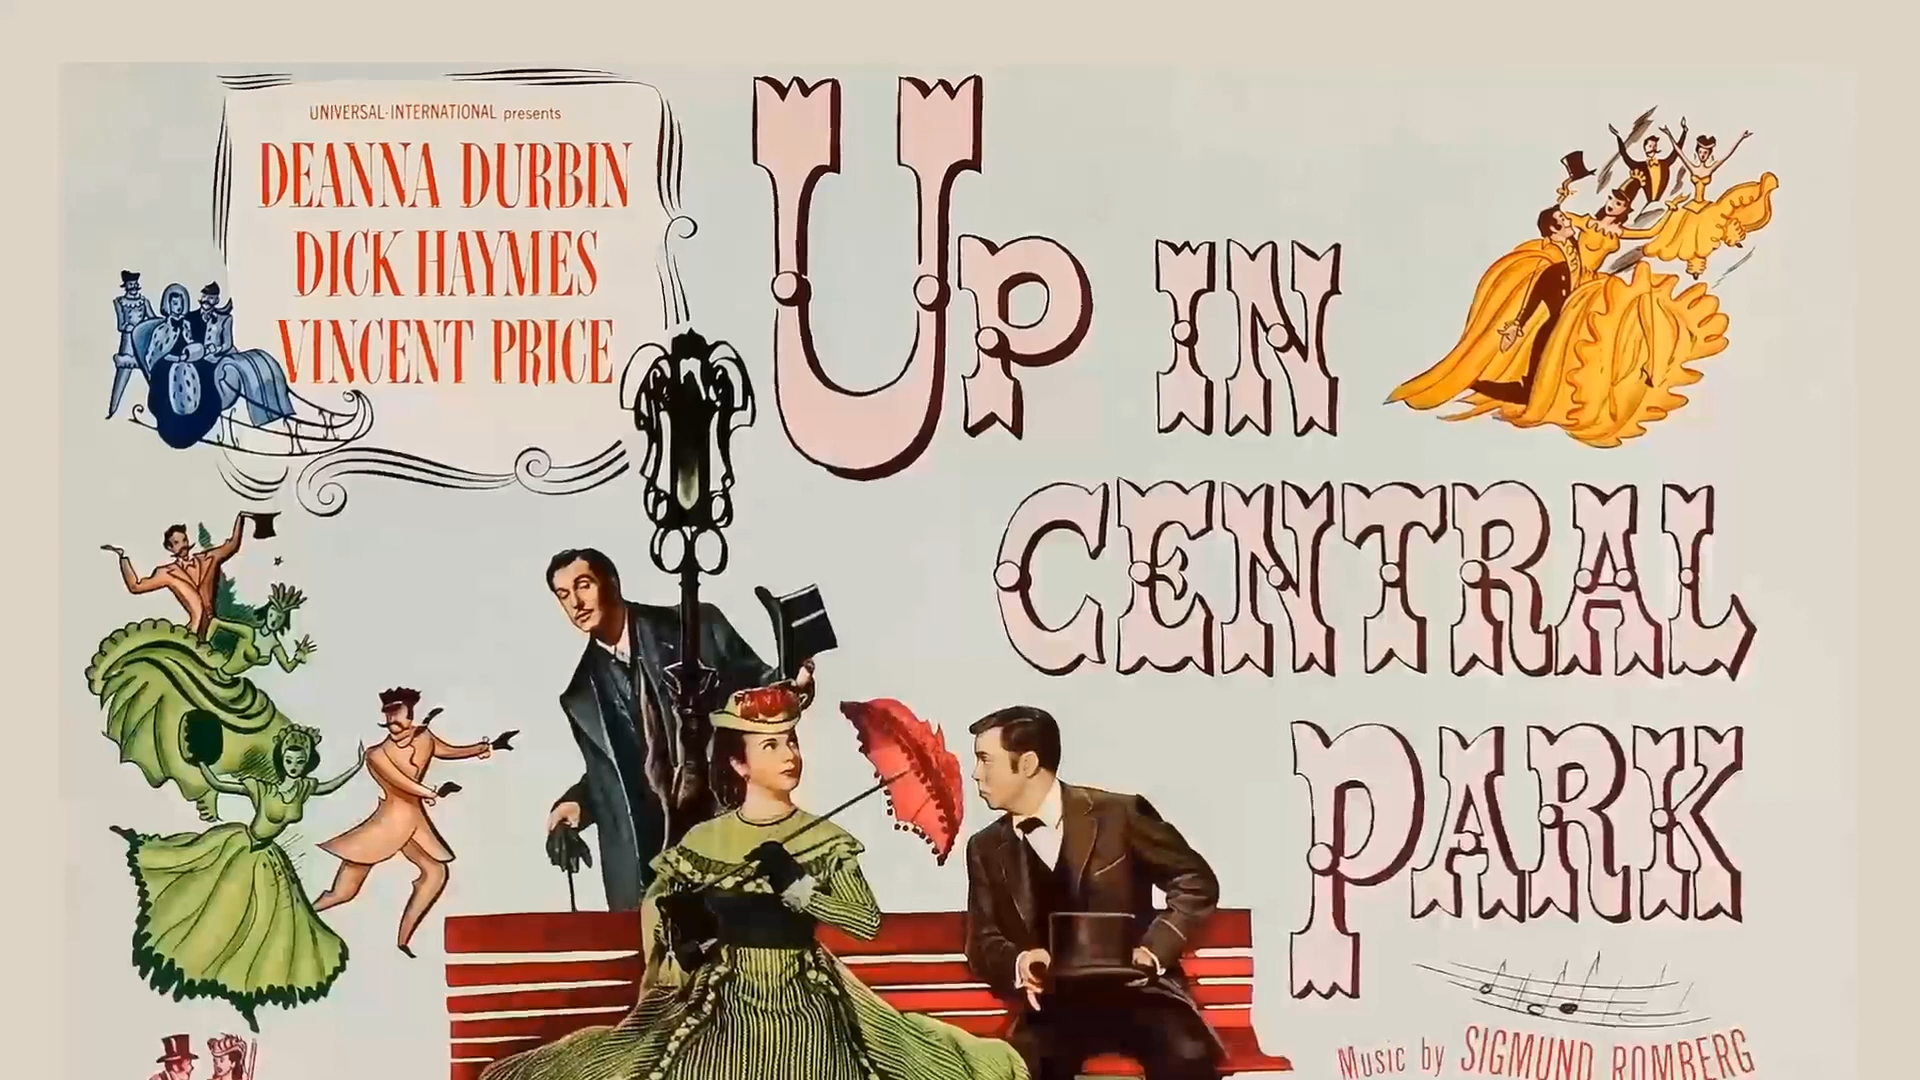 UNIVERSAL-INTERNATIONAL presents
DEANNA DURBIN
DICK HAYMES
VINCENT PRICE
UP IN
CENTRAL
PARK
Music by SIGMUND ROMBERG